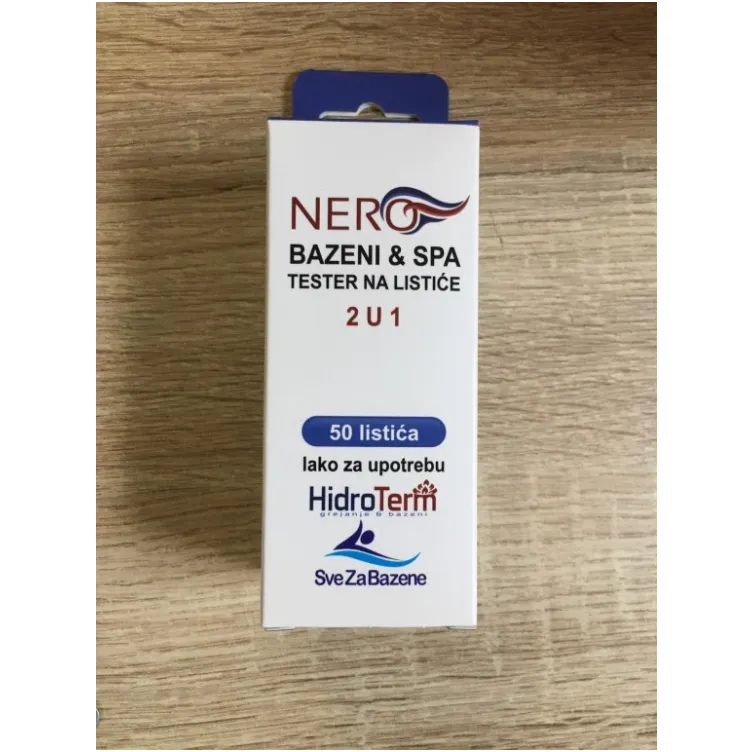 NERO
BAZENI & SPA
TESTER NA LISTIĆE
2 U 1
50 listića
lako za upotrebu
HidroTerm
grejanje & bazeni
SveZaBazene